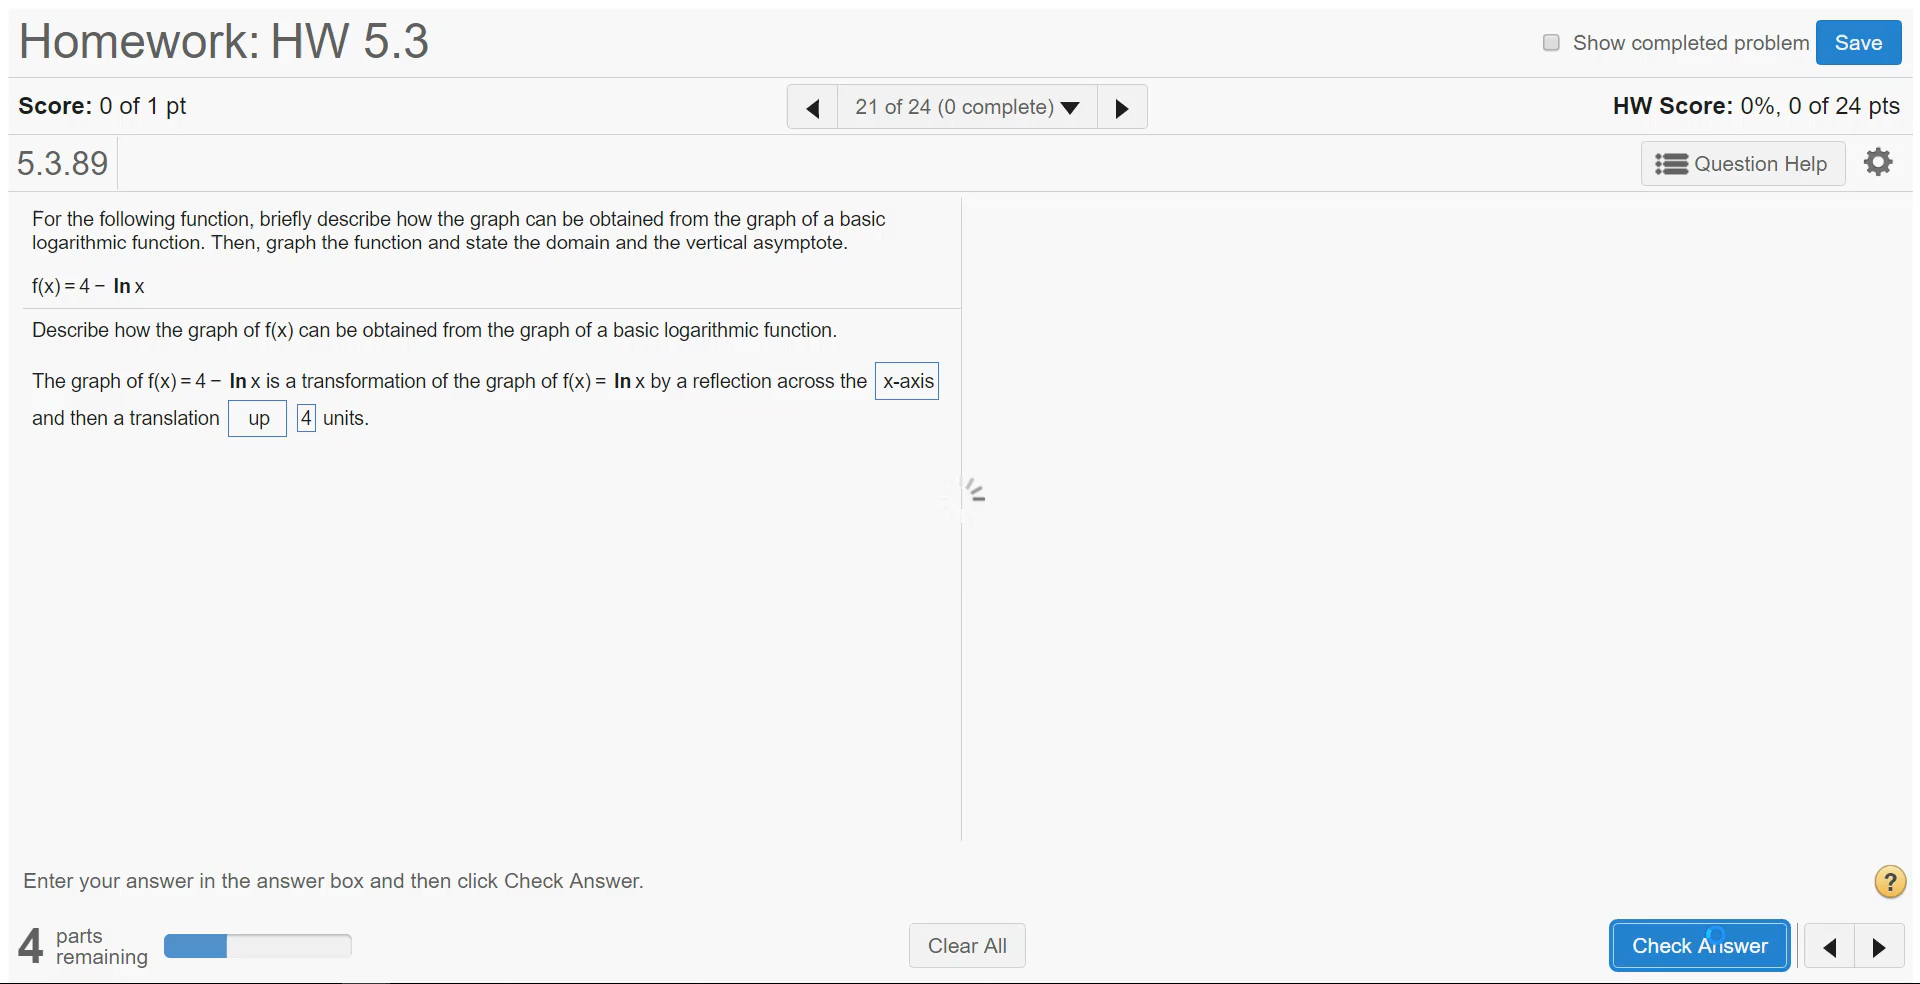 Homework: HW 5.3
Show completed problem Save
Score: 0 of 1 pt
21 of 24 (0 complete)
HW Score: 0%, 0 of 24 pts
5.3.89
Question Help
For the following function, briefly describe how the graph can be obtained from the graph of a basic
logarithmic function. Then, graph the function and state the domain and the vertical asymptote.
f(x) = 4 − ln x
Describe how the graph of f(x) can be obtained from the graph of a basic logarithmic function.
The graph of f(x) = 4 − ln x is a transformation of the graph of f(x) = ln x by a reflection across the x-axis
and then a translation up 4 units.
Enter your answer in the answer box and then click Check Answer.
?
4 parts
remaining
Clear All
Check Answer